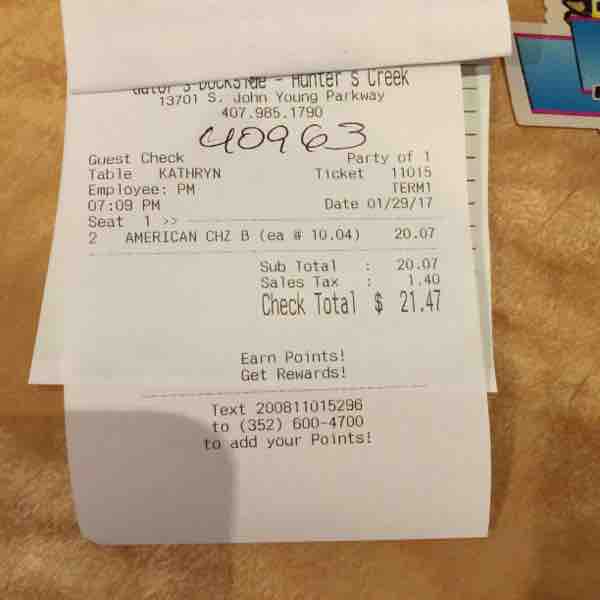 Gator's Dockside - Hunter's Creek
13701 S. John Young Parkway
407.985.1790
40963
Guest Check Party of 1
Table KATHRYN Ticket 11015
Employee: PM TERM1
07:09 PM Date 01/29/17
Seat 1 >>
2 AMERICAN CHZ B (ea @ 10.04) 20.07
Sub Total : 20.07
Sales Tax : 1.40
Check Total $ 21.47
Earn Points!
Get Rewards!
Text 200811015296
to (352) 600-4700
to add your Points!